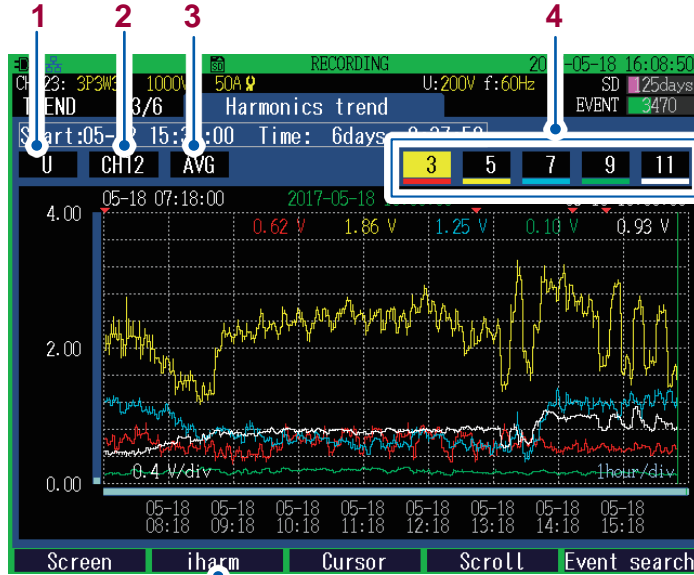 1 2 3 4
SD RECORDING 20 -05-18 16:08:50
CH 23: 3P3W3 1000V 50A U:200V f:60Hz SD 125days
TREND 3/6 Harmonics trend EVENT 3470
Start:05- 15:3 :00 Time: 6days
U CH12 AVG 3 5 7 9 11
05-18 07:18:00 2017-05-18
4.00 0.62 V 1.86 V 1.25 V 0.10 V 0.93 V
2.00
0.4 V/div 1hour/div
0.00
05-18 05-18 05-18 05-18 05-18 05-18 05-18 05-18
08:18 09:18 10:18 11:18 12:18 13:18 14:18 15:18
Screen iharm Cursor Scroll Event search